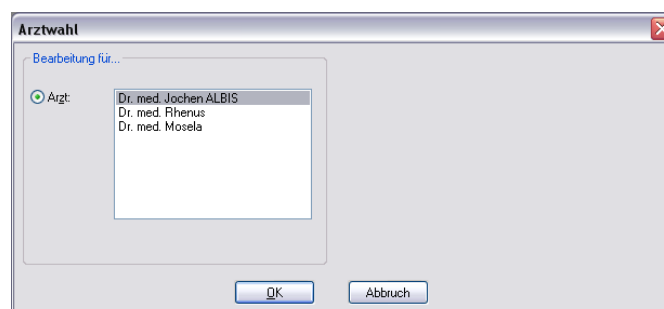 Arztwahl
Bearbeitung für...
Arzt:
Dr. med. Jochen ALBIS
Dr. med. Rhenus
Dr. med. Mosela
OK
Abbruch